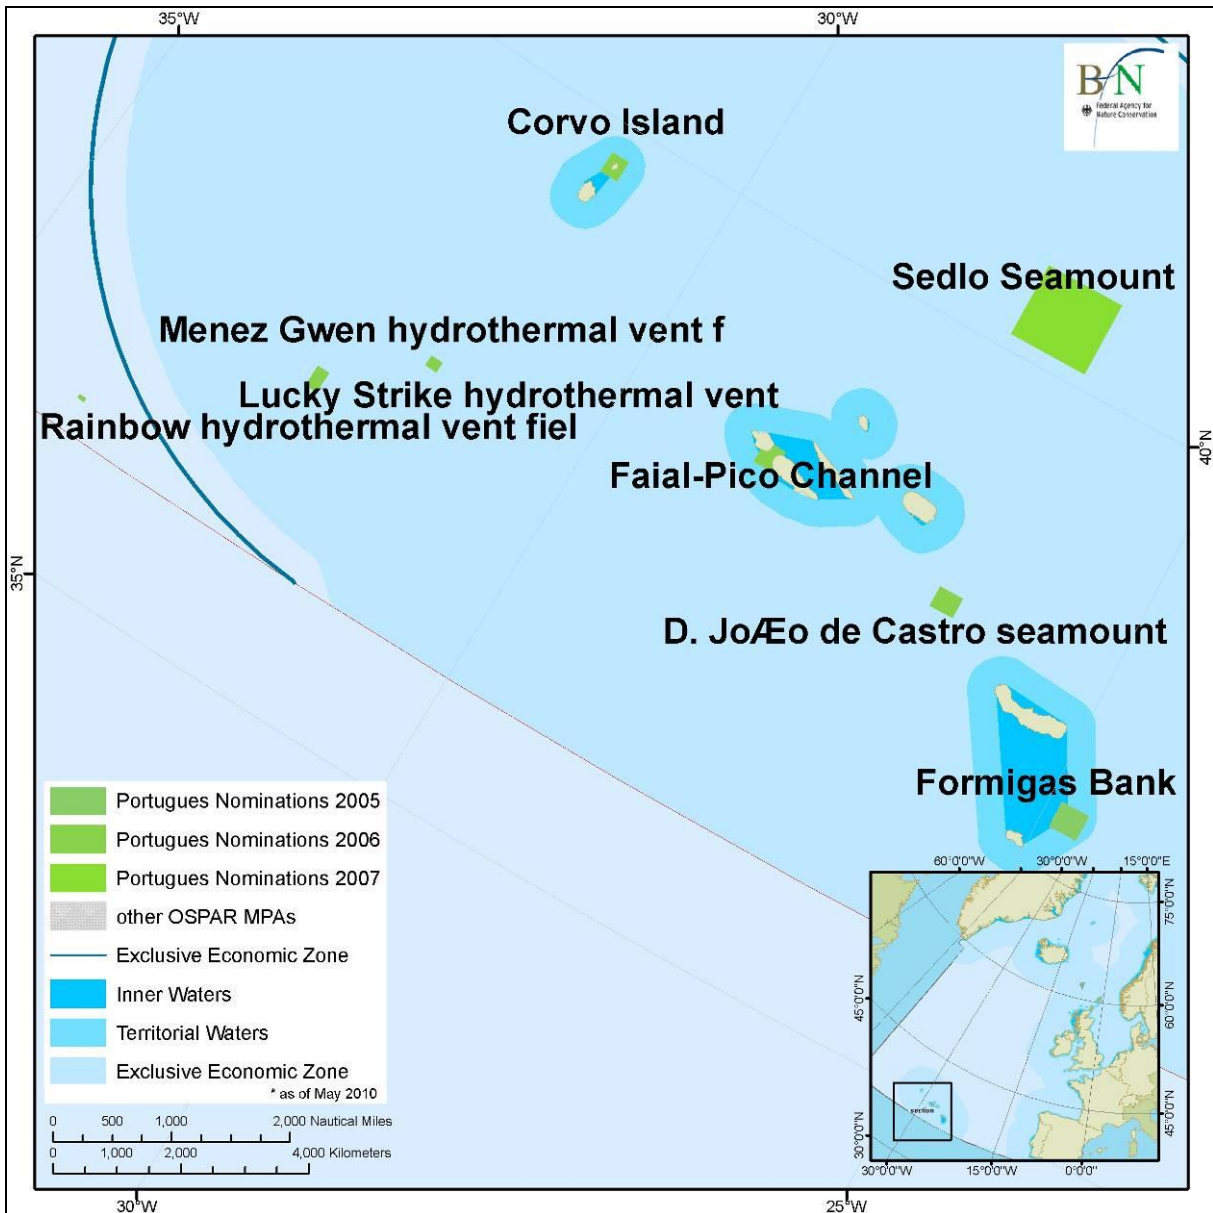 35°W
30°W
BfN
Federal Agency for
Nature Conservation
Corvo Island
Sedlo Seamount
Menez Gwen hydrothermal vent f
Lucky Strike hydrothermal vent
Rainbow hydrothermal vent fiel
Faial-Pico Channel
40°N
35°N
D. JoÆo de Castro seamount
Formigas Bank
Portugues Nominations 2005
Portugues Nominations 2006
Portugues Nominations 2007
other OSPAR MPAs
Exclusive Economic Zone
Inner Waters
Territorial Waters
Exclusive Economic Zone
* as of May 2010
0 500 1,000 2,000 Nautical Miles
0 1,000 2,000 4,000 Kilometers
60°0'0"W 30°0'0"W 15°0'0"E
75°0'0"N
45°0'0"N
60°0'0"N
section
30°0'0"N
45°0'0"N
30°0'0"W 15°0'0"W 0°0'0"
30°W
25°W